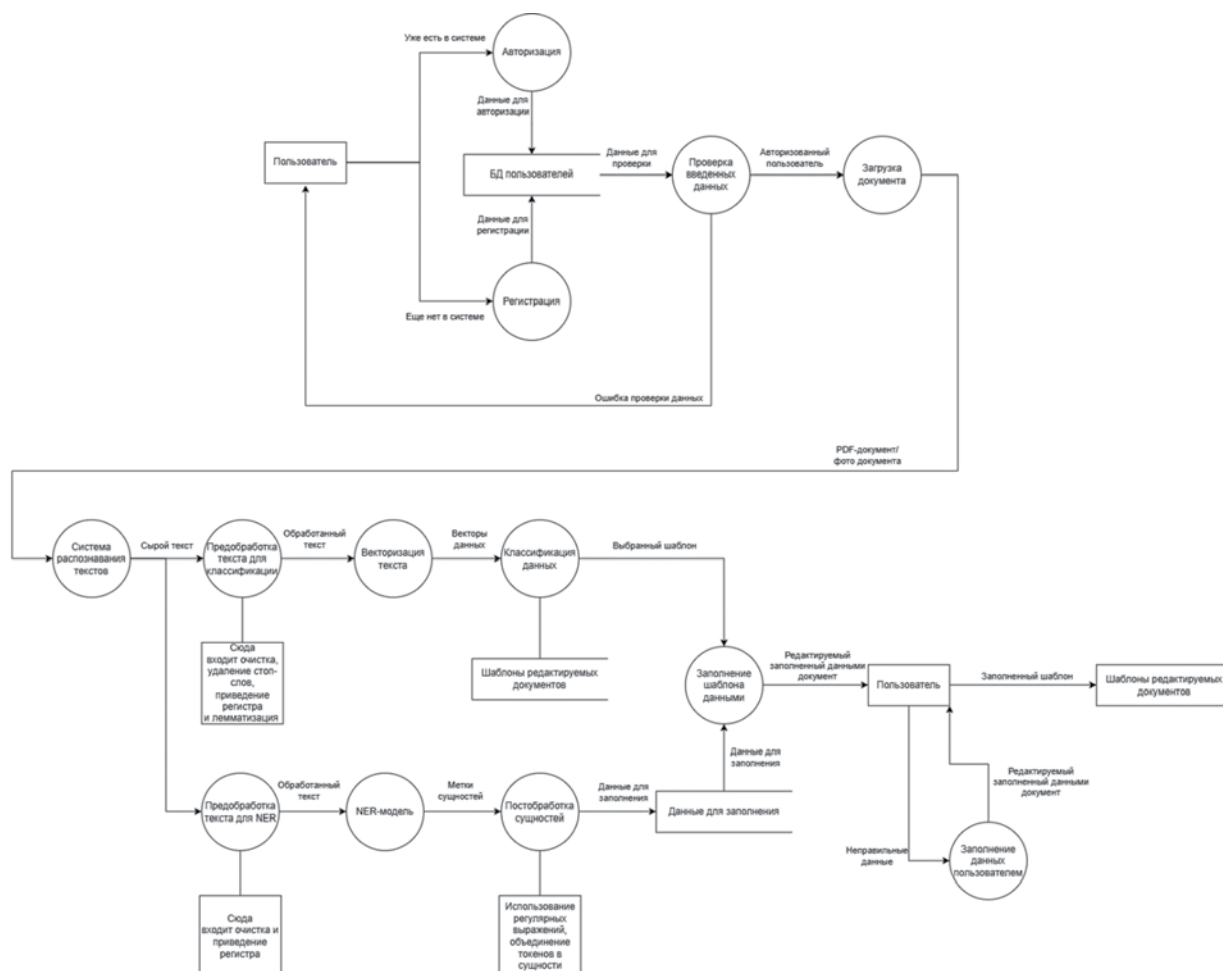 Уже есть в системе
Авторизация
Данные для
авторизации
Пользователь
БД пользователей
Данные для
проверки
Проверка
введенных
данных
Авторизованный
пользователь
Загрузка
документа
Данные для
регистрации
Регистрация
Еще нет в системе
Ошибка проверки данных
PDF-документ/
фото документа
Система
распознавания
текстов
Сырой текст
Предобработка
текста для
классификации
Обработанный
текст
Векторизация
текста
Векторы
данных
Классификация
данных
Выбранный шаблон
Сюда
входит очистка,
удаление стоп-
слов,
приведение
регистра
и лемматизация
Шаблоны редактируемых
документов
Заполнение
шаблона
данными
Редактируемый
заполненный данными
документ
Пользователь
Заполненный шаблон
Шаблоны редактируемых
документов
Данные для
заполнения
Редактируемый
заполненный данными
документ
Предобработка
текста для NER
Обработанный
текст
NER-модель
Метки
сущностей
Постобработка
сущностей
Данные для
заполнения
Данные для заполнения
Неправильные
данные
Заполнение
данных
пользователем
Сюда
входит очистка и
приведение
регистра
Использование
регулярных
выражений,
объединение
токенов в
сущности